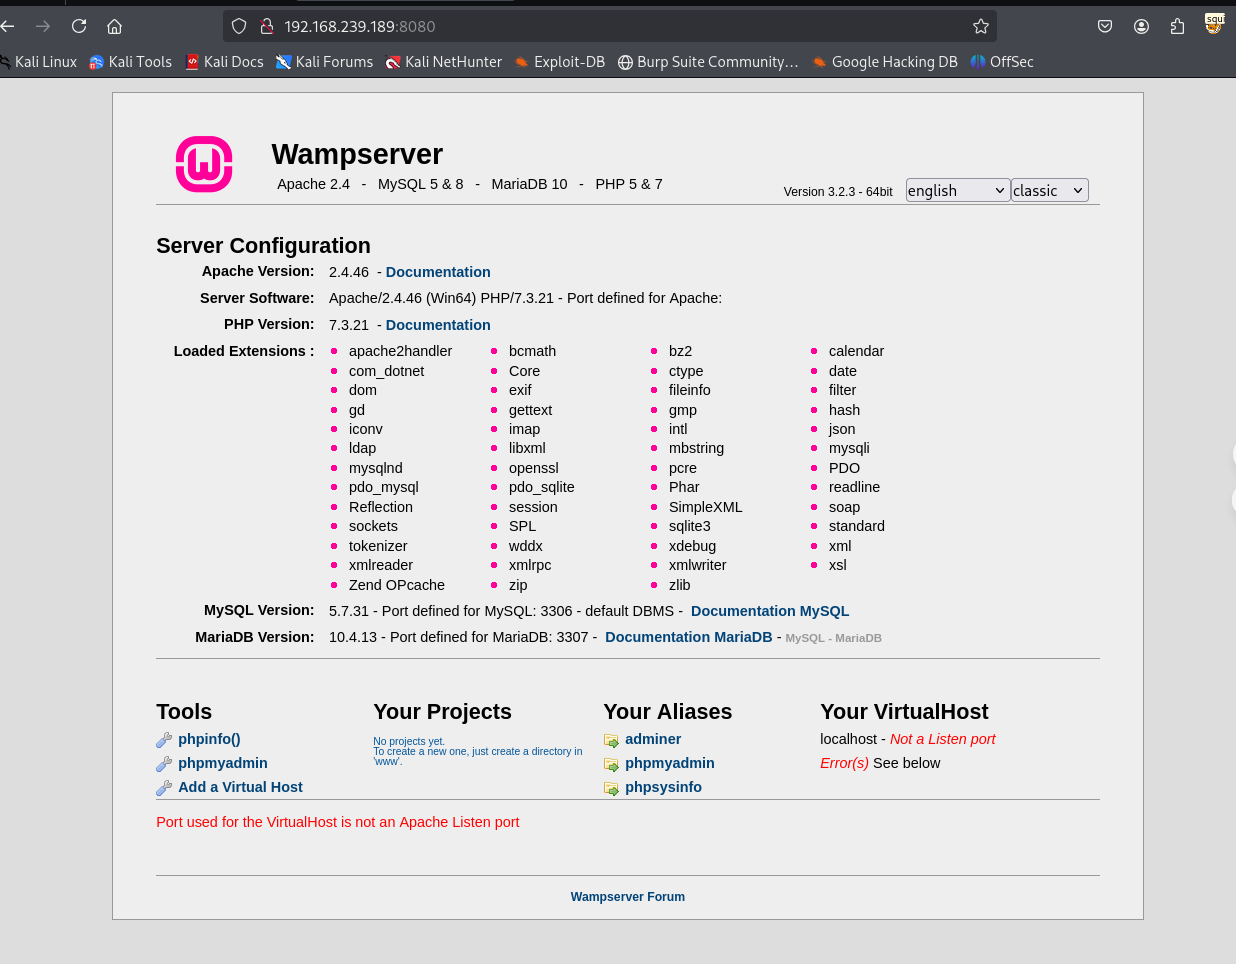 192.168.239.189:8080
squi
Kali Linux Kali Tools Kali Docs Kali Forums Kali NetHunter Exploit-DB Burp Suite Community… Google Hacking DB OffSec
Wampserver
Apache 2.4 - MySQL 5 & 8 - MariaDB 10 - PHP 5 & 7
Version 3.2.3 - 64bit english classic
Server Configuration
Apache Version: 2.4.46 - Documentation
Server Software: Apache/2.4.46 (Win64) PHP/7.3.21 - Port defined for Apache:
PHP Version: 7.3.21 - Documentation
Loaded Extensions : apache2handler bcmath bz2 calendar
com_dotnet Core ctype date
dom exif fileinfo filter
gd gettext gmp hash
iconv imap intl json
ldap libxml mbstring mysqli
mysqlnd openssl pcre PDO
pdo_mysql pdo_sqlite Phar readline
Reflection session SimpleXML soap
sockets SPL sqlite3 standard
tokenizer wddx xdebug xml
xmlreader xmlrpc xmlwriter xsl
Zend OPcache zip zlib
MySQL Version: 5.7.31 - Port defined for MySQL: 3306 - default DBMS - Documentation MySQL
MariaDB Version: 10.4.13 - Port defined for MariaDB: 3307 - Documentation MariaDB - MySQL - MariaDB
Tools
phpinfo()
phpmyadmin
Add a Virtual Host
Your Projects
No projects yet.
To create a new one, just create a directory in
'www'.
Your Aliases
adminer
phpmyadmin
phpsysinfo
Your VirtualHost
localhost - Not a Listen port
Error(s) See below
Port used for the VirtualHost is not an Apache Listen port
Wampserver Forum